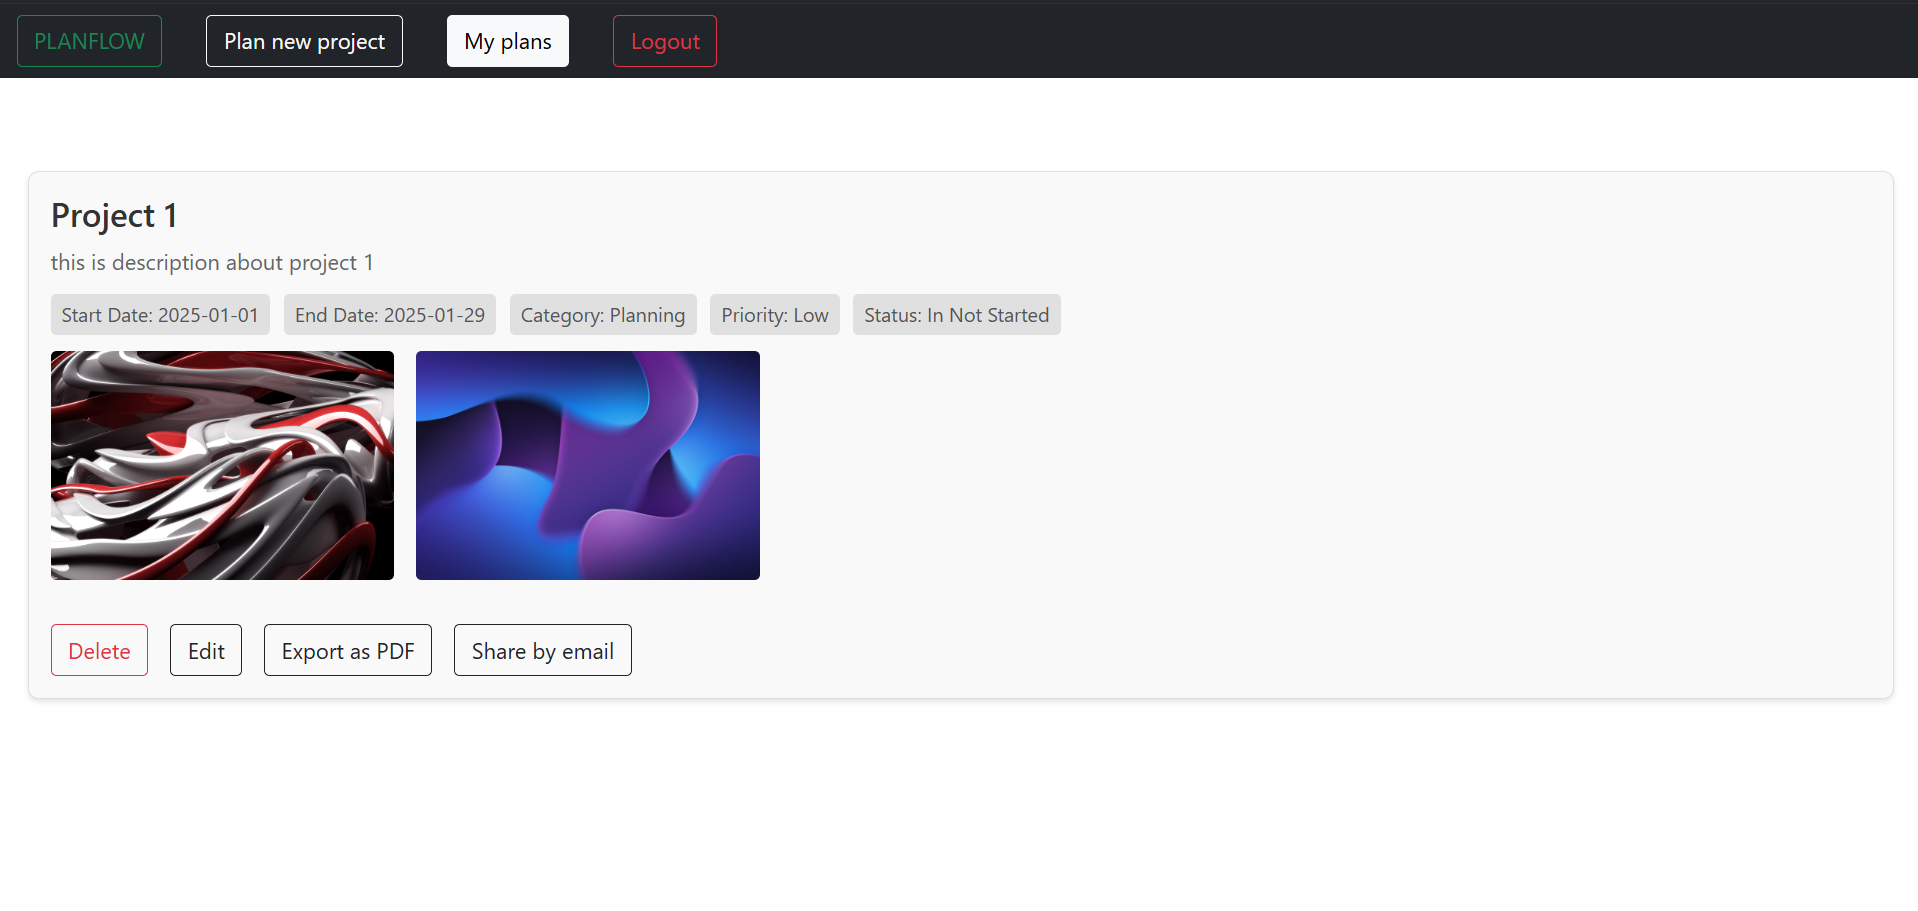 PLANFLOW Plan new project My plans Logout
Project 1
this is description about project 1
Start Date: 2025-01-01 End Date: 2025-01-29 Category: Planning Priority: Low Status: In Not Started
Delete Edit Export as PDF Share by email